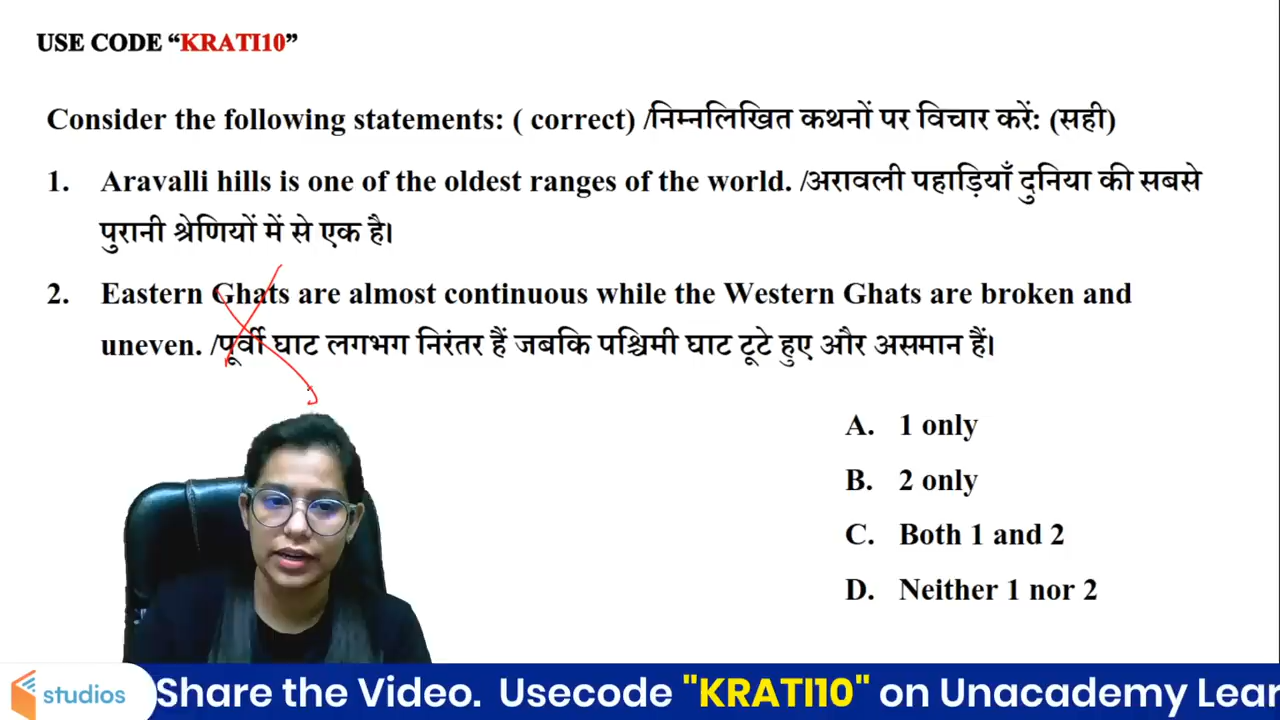 USE CODE “KRATI10”
Consider the following statements: ( correct) /निम्नलिखित कथनों पर विचार करें: (सही)
1. Aravalli hills is one of the oldest ranges of the world. /अरावली पहाड़ियाँ दुनिया की सबसे
पुरानी श्रेणियों में से एक है।
2. Eastern Ghats are almost continuous while the Western Ghats are broken and
uneven. /पूर्वी घाट लगभग निरंतर हैं जबकि पश्चिमी घाट टूटे हुए और असमान हैं।
A. 1 only
B. 2 only
C. Both 1 and 2
D. Neither 1 nor 2
studios Share the Video. Usecode "KRATI10" on Unacademy Lear